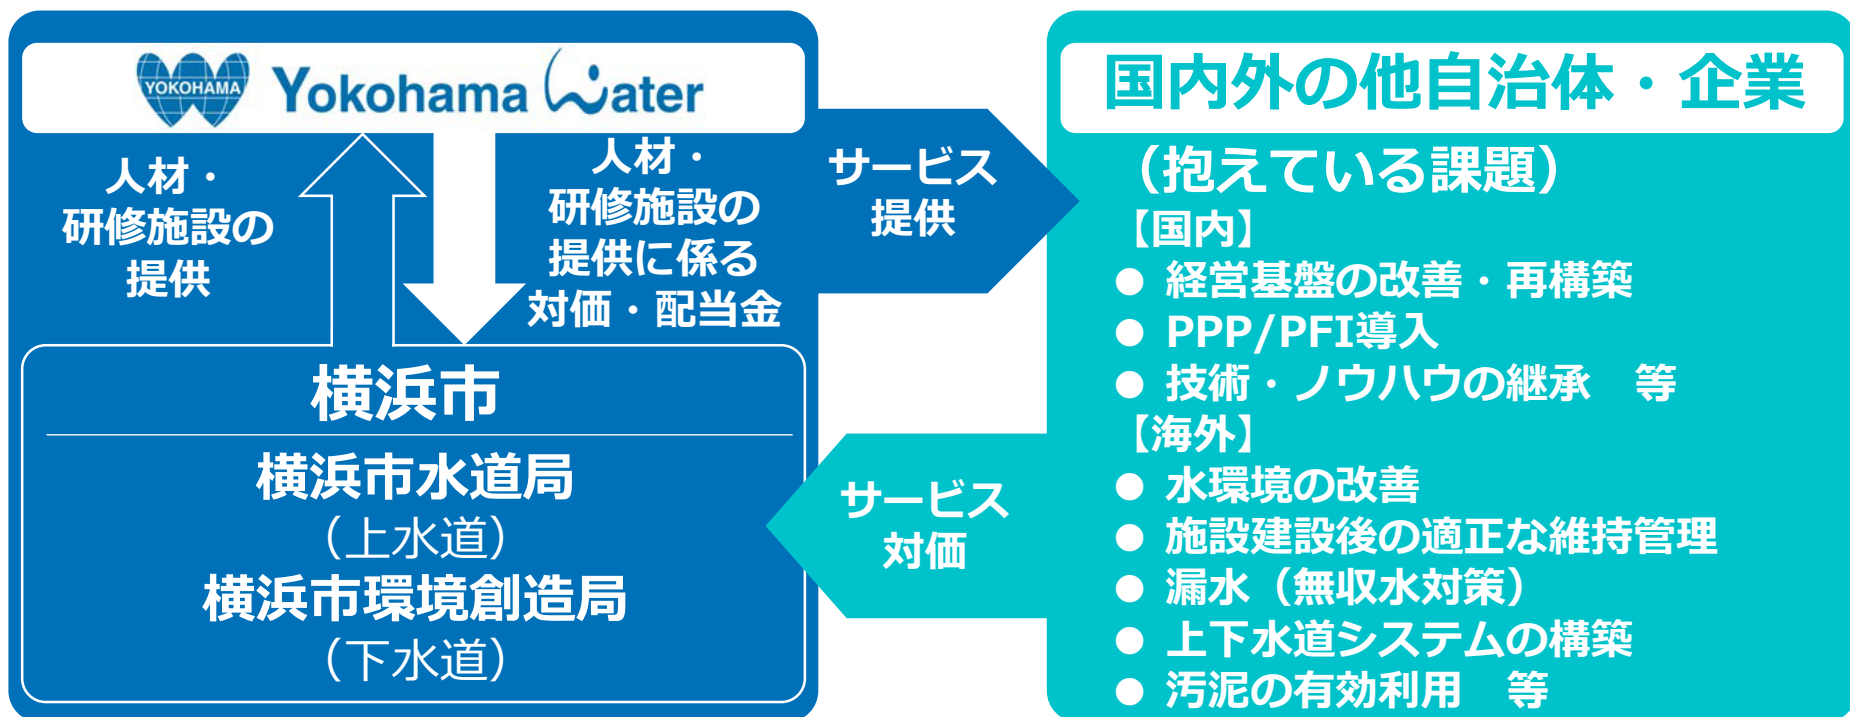 YOKOHAMA
Yokohama Water
人材・
研修施設の
提供
人材・
研修施設の
提供に係る
対価・配当金
横浜市
横浜市水道局
（上水道）
横浜市環境創造局
（下水道）
サービス
提供
サービス
対価
国内外の他自治体・企業
（抱えている課題）
【国内】
● 経営基盤の改善・再構築
● PPP/PFI導入
● 技術・ノウハウの継承　等
【海外】
● 水環境の改善
● 施設建設後の適正な維持管理
● 漏水（無収水対策）
● 上下水道システムの構築
● 汚泥の有効利用　等